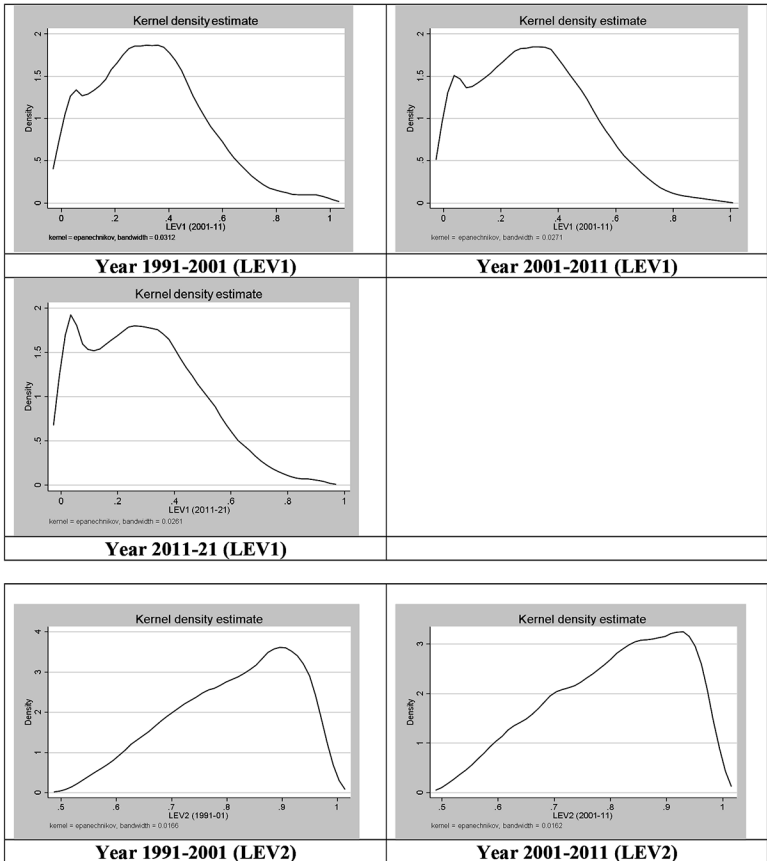 Kernel density estimate
Density
0
.5
1
1.5
2
0 .2 .4 .6 .8 1
LEV1 (2001-11)
kernel = epanechnikov, bandwidth = 0.0312
Year 1991-2001 (LEV1)
Kernel density estimate
Density
0
.5
1
1.5
2
0 .2 .4 .6 .8 1
LEV1 (2001-11)
kernel = epanechnikov, bandwidth = 0.0271
Year 2001-2011 (LEV1)
Kernel density estimate
Density
0
.5
1
1.5
2
0 .2 .4 .6 .8 1
LEV1 (2011-21)
kernel = epanechnikov, bandwidth = 0.0261
Year 2011-21 (LEV1)
Kernel density estimate
Density
0
1
2
3
4
.5 .6 .7 .8 .9 1
LEV2 (1991-01)
kernel = epanechnikov, bandwidth = 0.0166
Year 1991-2001 (LEV2)
Kernel density estimate
Density
0
1
2
3
.5 .6 .7 .8 .9 1
LEV2 (2001-11)
kernel = epanechnikov, bandwidth = 0.0162
Year 2001-2011 (LEV2)